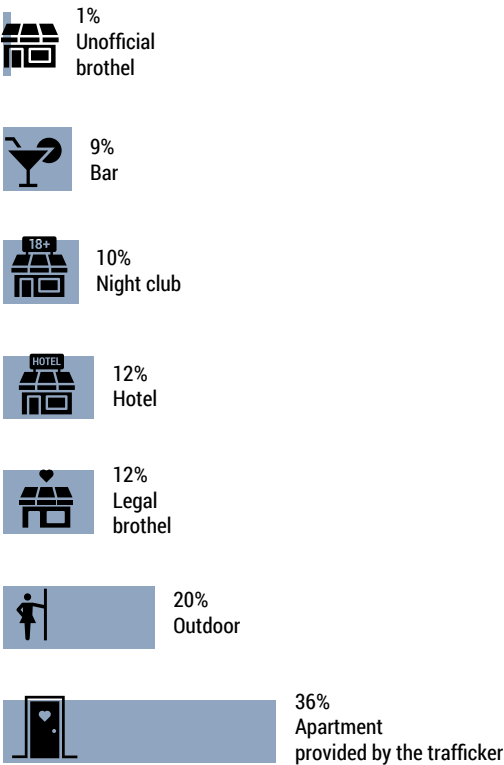 1%
Unofficial
brothel
9%
Bar
18+
10%
Night club
HOTEL
12%
Hotel
12%
Legal
brothel
20%
Outdoor
36%
Apartment
provided by the trafficker